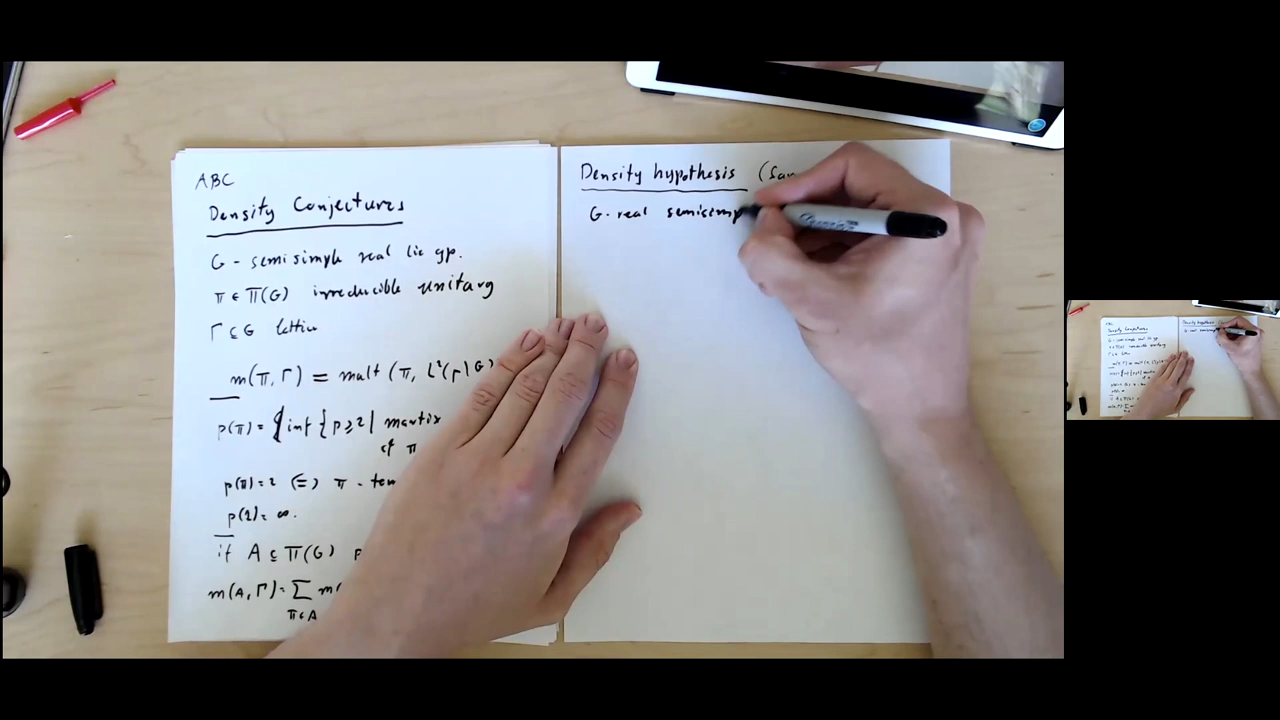 ABC
Density Conjectures
G - semisimple real lie gp.
π ∈ Π(G) irreducible unitary
Γ ⊆ G lattice
m(π, Γ) = mult (π, L²(Γ\G)
p(π) = inf { p ≥ 2 | matrix
of π
p(π) = 2 ⇔ π - tem
p(1) = ∞.
if A ⊆ Π(G)
m(A, Γ) = ∑ m(
π ∈ A
Density hypothesis (Sar
G - real semisimp